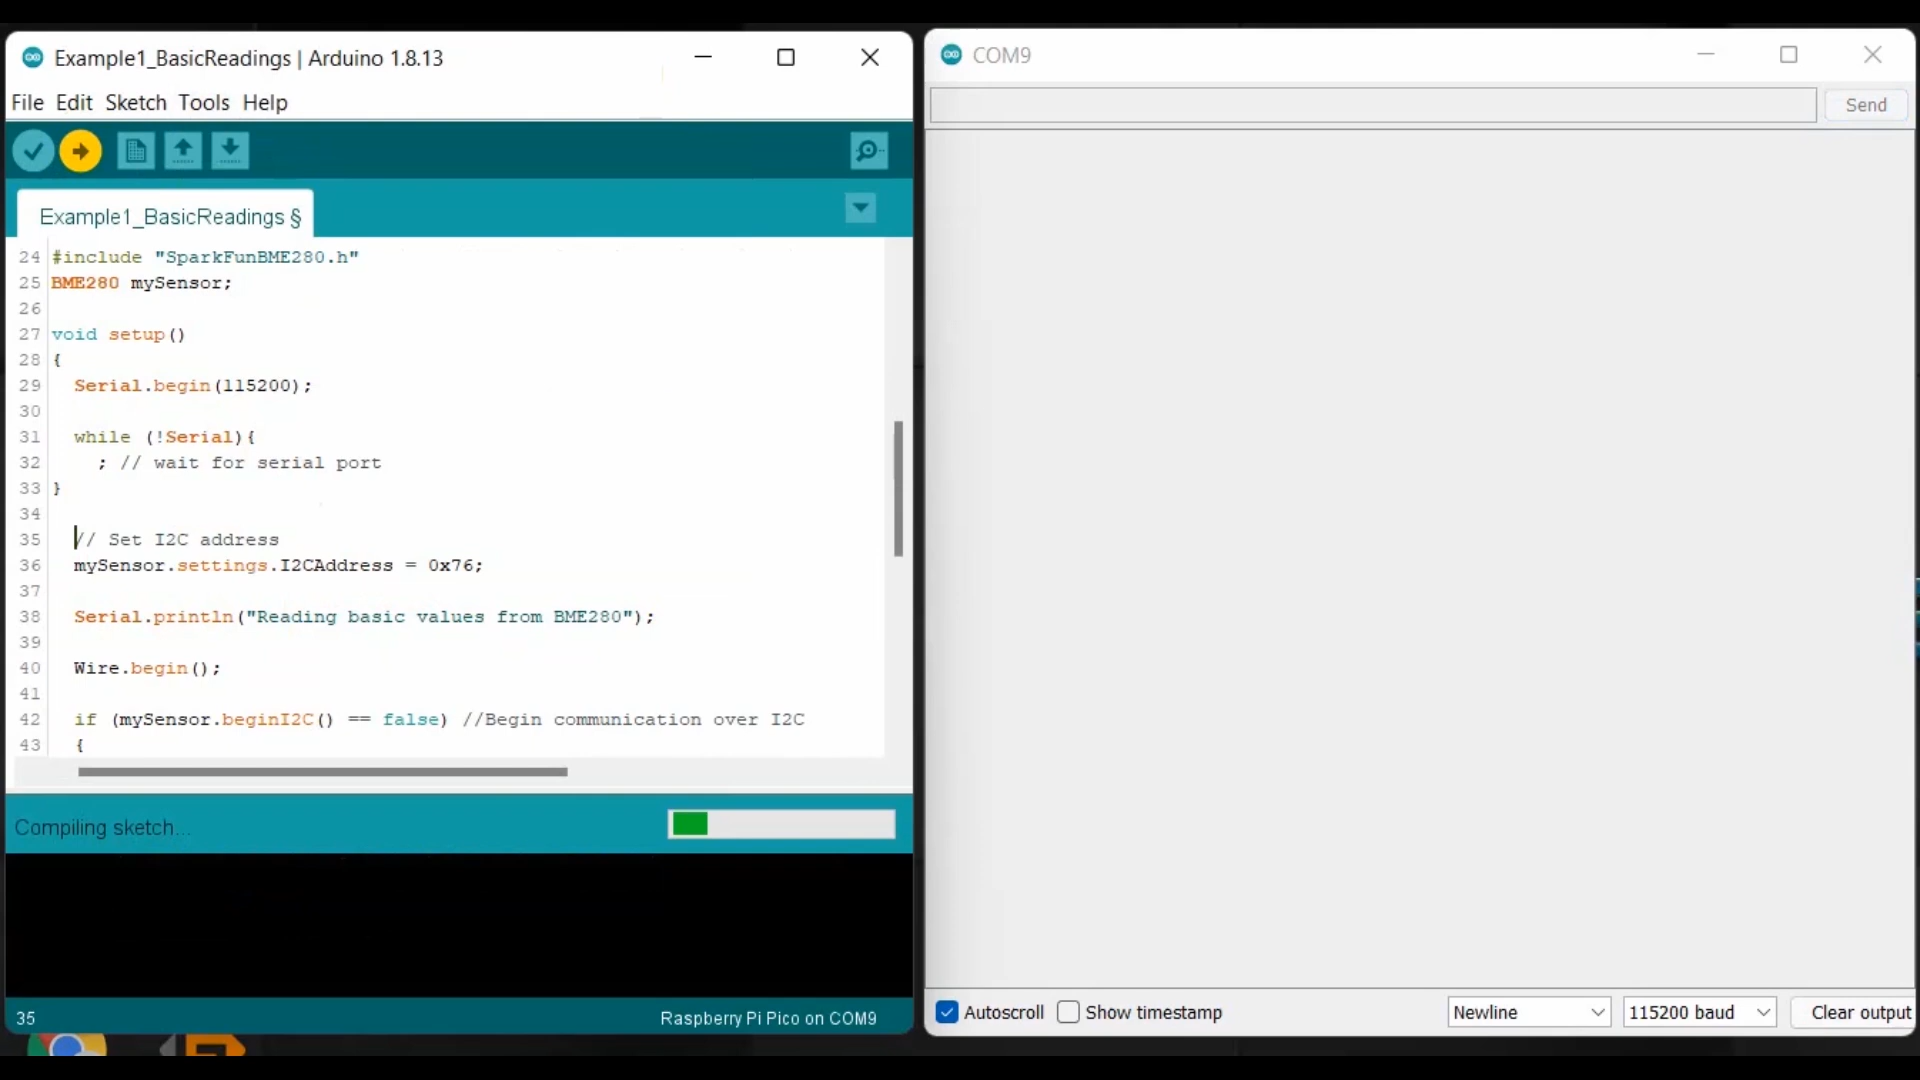 Example1_BasicReadings | Arduino 1.8.13
File Edit Sketch Tools Help
Example1_BasicReadings §
24 #include "SparkFunBME280.h"
25 BME280 mySensor;
26
27 void setup()
28 {
29 Serial.begin(115200);
30
31 while (!Serial){
32 ; // wait for serial port
33 }
34
35 // Set I2C address
36 mySensor.settings.I2CAddress = 0x76;
37
38 Serial.println("Reading basic values from BME280");
39
40 Wire.begin();
41
42 if (mySensor.beginI2C() == false) //Begin communication over I2C
43 {
Compiling sketch...
35 Raspberry Pi Pico on COM9
COM9
Send
Autoscroll Show timestamp Newline 115200 baud Clear output